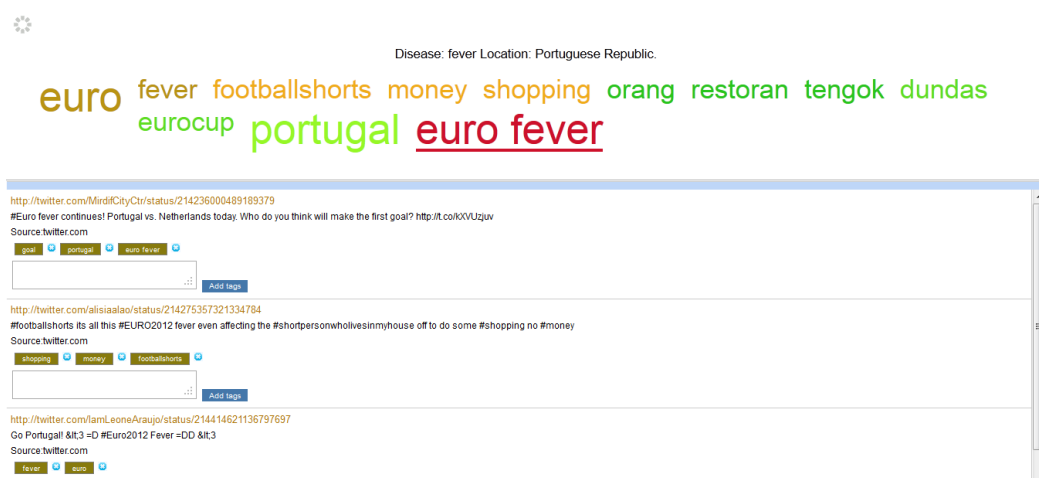 Disease: fever Location: Portuguese Republic.
euro fever footballshorts money shopping orang restoran tengok dundas
eurocup portugal euro fever
http://twitter.com/MirdifCityCtr/status/214236000489189379
#Euro fever continues! Portugal vs. Netherlands today. Who do you think will make the first goal? http://t.co/kXVUzjuv
Source:twitter.com
goal portugal euro fever
Add tags
http://twitter.com/alisiaalao/status/214275357321334784
#footballshorts its all this #EURO2012 fever even affecting the #shortpersonwholivesinmyhouse off to do some #shopping no #money
Source:twitter.com
shopping money footballshorts
Add tags
http://twitter.com/IamLeoneAraujo/status/214414621136797697
Go Portugal! &lt;3 =D #Euro2012 Fever =DD &lt;3
Source:twitter.com
fever euro